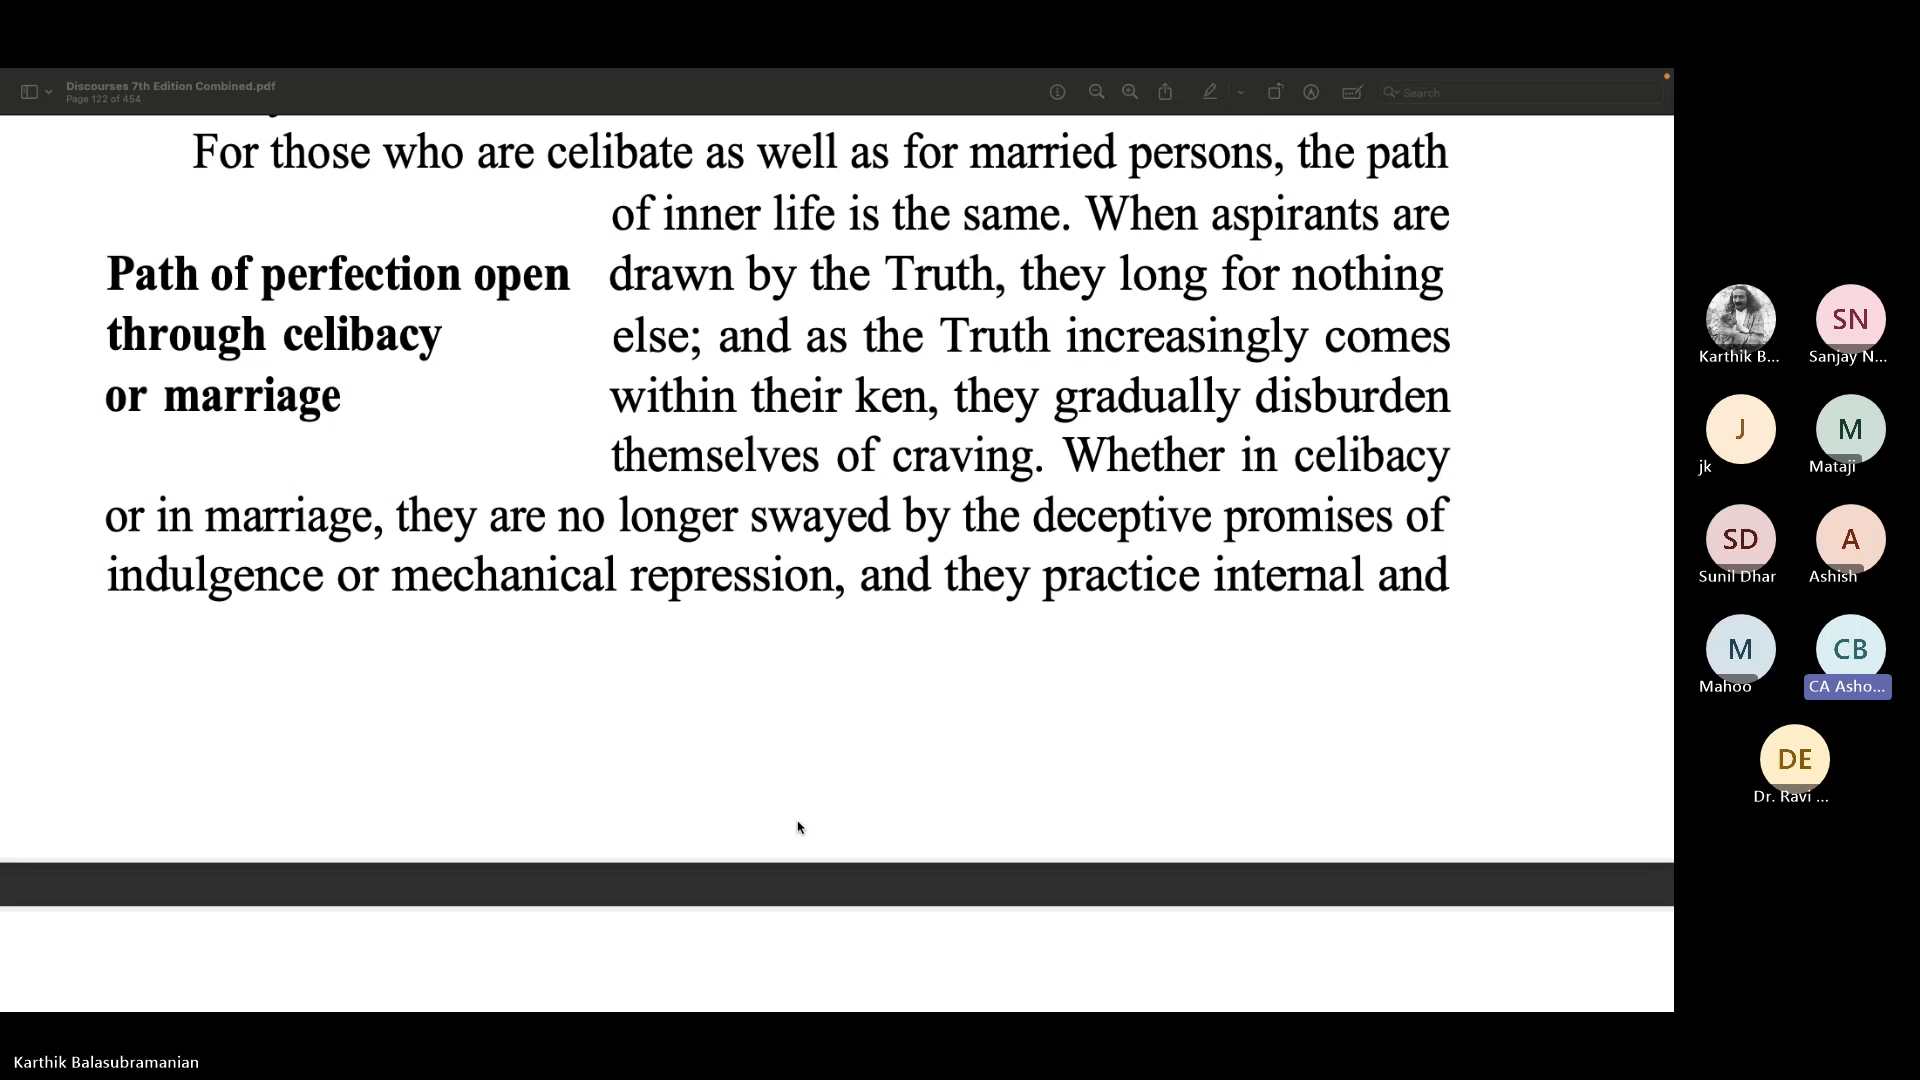 Discourses 7th Edition Combined.pdf
Page 122 of 454
Search
For those who are celibate as well as for married persons, the path
of inner life is the same. When aspirants are
Path of perfection open drawn by the Truth, they long for nothing
through celibacy else; and as the Truth increasingly comes
or marriage within their ken, they gradually disburden
themselves of craving. Whether in celibacy
or in marriage, they are no longer swayed by the deceptive promises of
indulgence or mechanical repression, and they practice internal and
Karthik B...
SN
Sanjay N...
J
jk
M
Mataji
SD
Sunil Dhar
A
Ashish
M
Mahoo
CB
CA Asho...
DE
Dr. Ravi ...
Karthik Balasubramanian